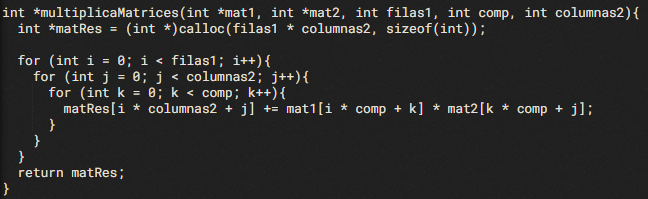 int *multiplicaMatrices(int *mat1, int *mat2, int filas1, int comp, int columnas2){
  int *matRes = (int *)calloc(filas1 * columnas2, sizeof(int));

  for (int i = 0; i < filas1; i++){
    for (int j = 0; j < columnas2; j++){
      for (int k = 0; k < comp; k++){
        matRes[i * columnas2 + j] += mat1[i * comp + k] * mat2[k * comp + j];
      }
    }
  }
  return matRes;
}